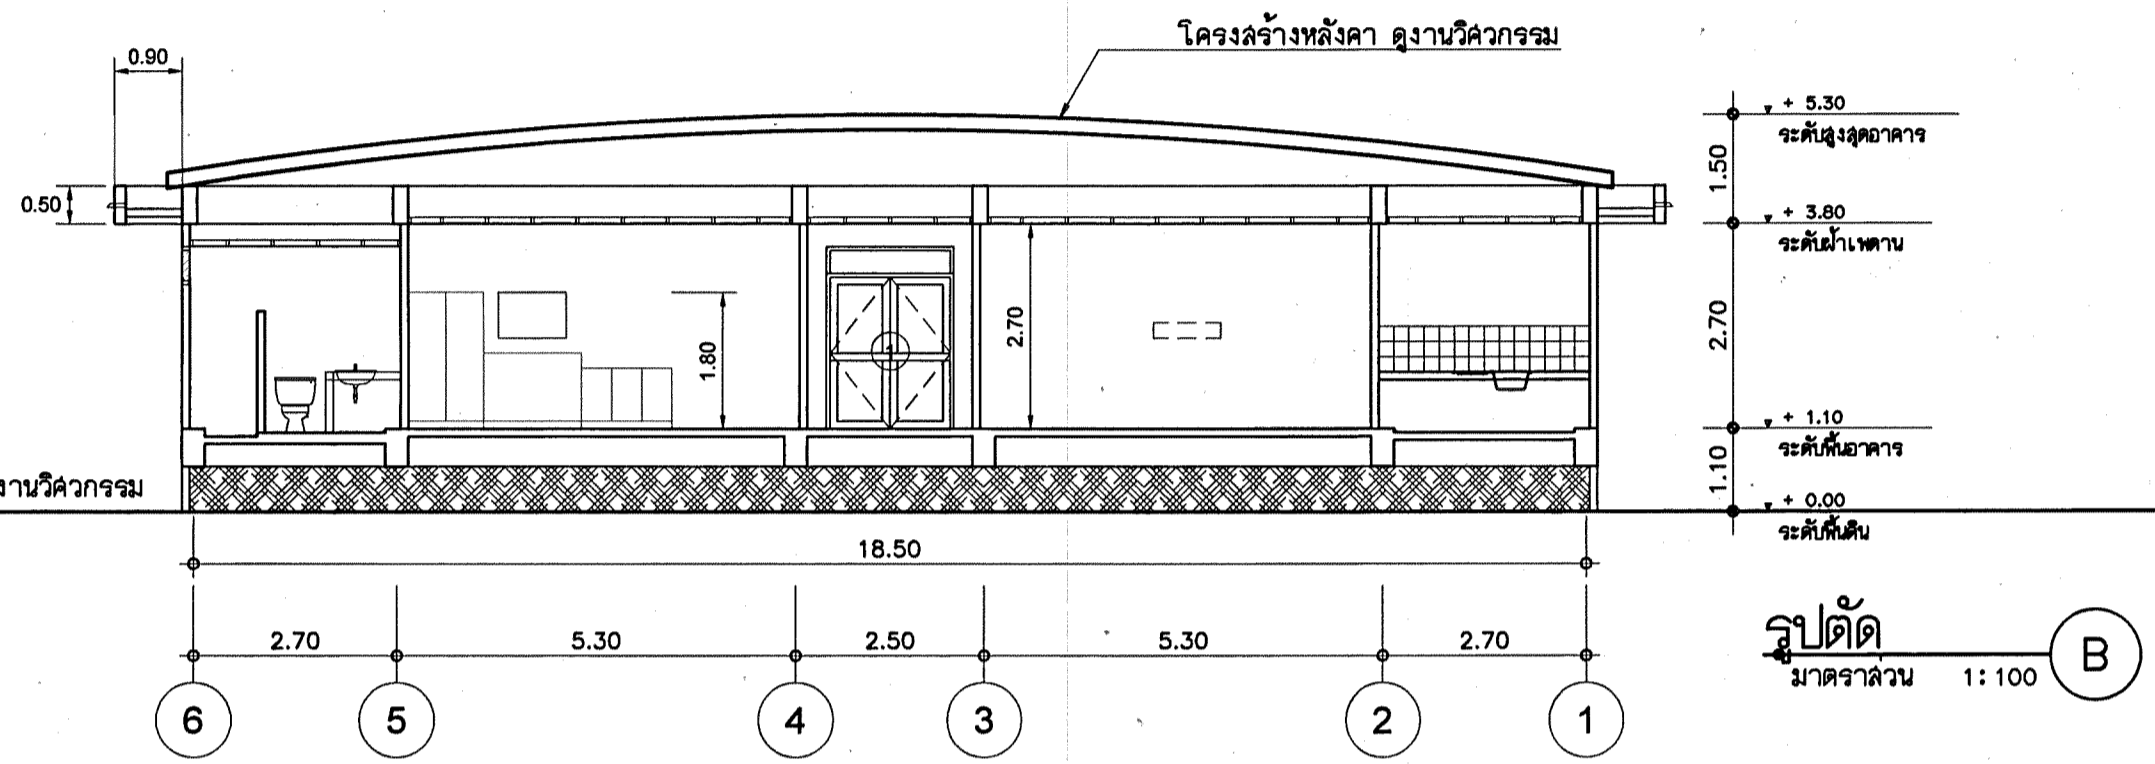 โครงสร้างหลังคา ดูงานวิศวกรรม
0.90
0.50
+ 5.30
ระดับสูงสุดอาคาร
1.50
+ 3.80
ระดับฝ้าเพดาน
2.70
1.80
2.70
1
+ 1.10
ระดับพื้นอาคาร
1.10
+ 0.00
ระดับพื้นดิน
งานวิศวกรรม
18.50
2.70 5.30 2.50 5.30 2.70
6 5 4 3 2 1
รูปตัด
มาตราส่วน 1:100
B